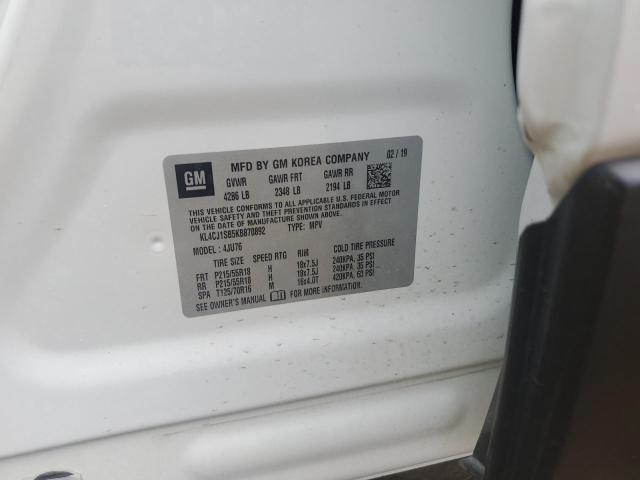 GM
MFD BY GM KOREA COMPANY 02 / 19
GVWR GAWR FRT GAWR RR
4286 LB 2348 LB 2194 LB
THIS VEHICLE CONFORMS TO ALL APPLICABLE U.S. FEDERAL MOTOR
VEHICLE SAFETY AND THEFT PREVENTION STANDARDS IN EFFECT ON
THE DATE OF MANUFACTURE SHOWN ABOVE.
KL4CJ1SB5KB870892 TYPE: MPV
MODEL: 4JU76
TIRE SIZE SPEED RTG RIM COLD TIRE PRESSURE
FRT P215/55R18 H 18x7.5J 240KPA, 35 PSI
RR P215/55R18 H 18x7.5J 240KPA, 35 PSI
SPA T125/70R16 M 16x4.0T 420KPA, 60 PSI
SEE OWNER'S MANUAL FOR MORE INFORMATION.